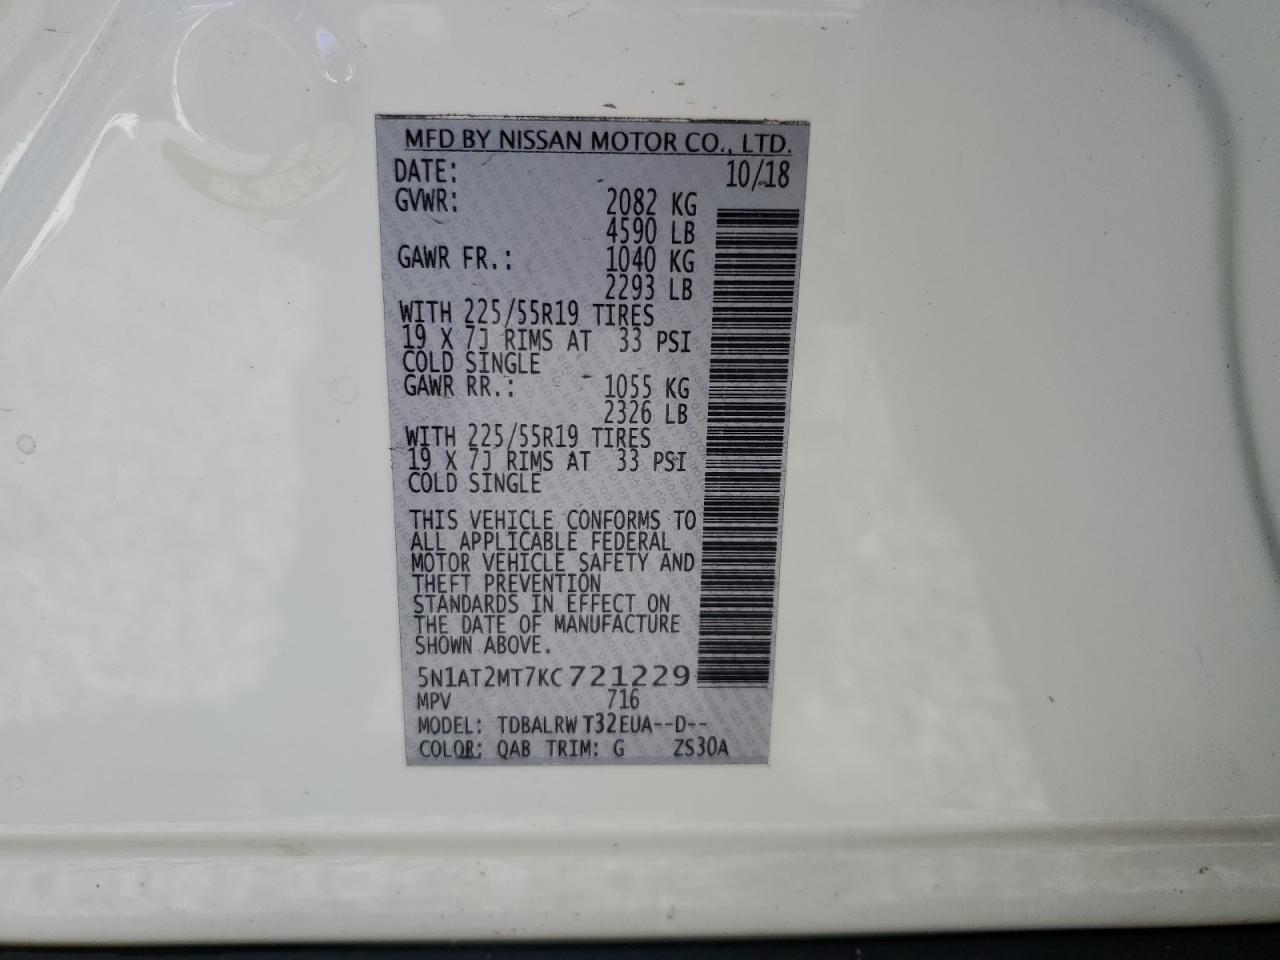 MFD BY NISSAN MOTOR CO., LTD.
DATE: 10/18
GVWR: 2082 KG
4590 LB
GAWR FR.: 1040 KG
2293 LB
WITH 225/55R19 TIRES
19 X 7J RIMS AT 33 PSI
COLD SINGLE
GAWR RR.: 1055 KG
2326 LB
WITH 225/55R19 TIRES
19 X 7J RIMS AT 33 PSI
COLD SINGLE
THIS VEHICLE CONFORMS TO
ALL APPLICABLE FEDERAL
MOTOR VEHICLE SAFETY AND
THEFT PREVENTION
STANDARDS IN EFFECT ON
THE DATE OF MANUFACTURE
SHOWN ABOVE.
5N1AT2MT7KC721229
MPV 716
MODEL: TDBALRW T32EUA--D--
COLOR: QAB TRIM: G ZS30A